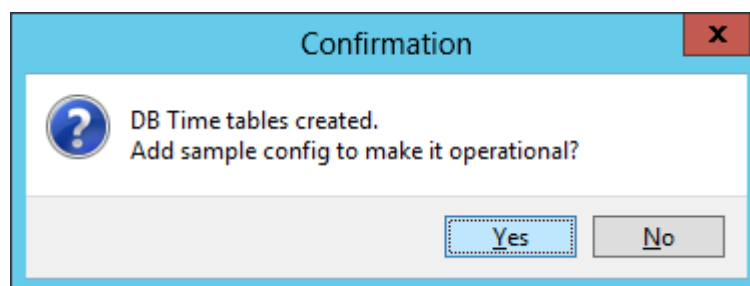 Confirmation
x
?
DB Time tables created.
Add sample config to make it operational?
Yes
No